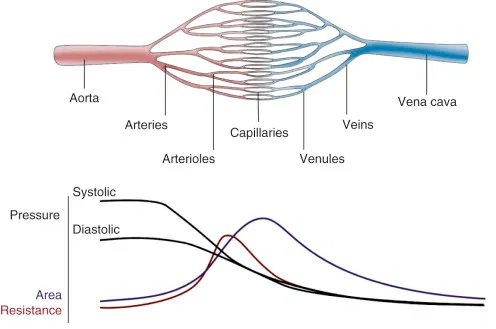 Aorta
Vena cava
Arteries
Veins
Capillaries
Arterioles
Venules
Systolic
Pressure
Diastolic
Area
Resistance